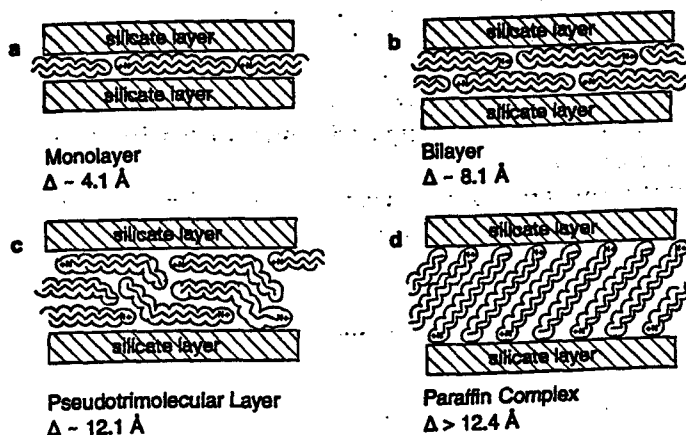 a
silicate layer
+N +N +N
silicate layer
Monolayer
Δ ~ 4.1 Å
b
silicate layer
N+ N+
+N +N
silicate layer
Bilayer
Δ ~ 8.1 Å
c
silicate layer
+N +N +N
N+ N+ N+
silicate layer
Pseudotrimolecular Layer
Δ ~ 12.1 Å
d
silicate layer
N+ N+ N+
+N +N +N
silicate layer
Paraffin Complex
Δ > 12.4 Å